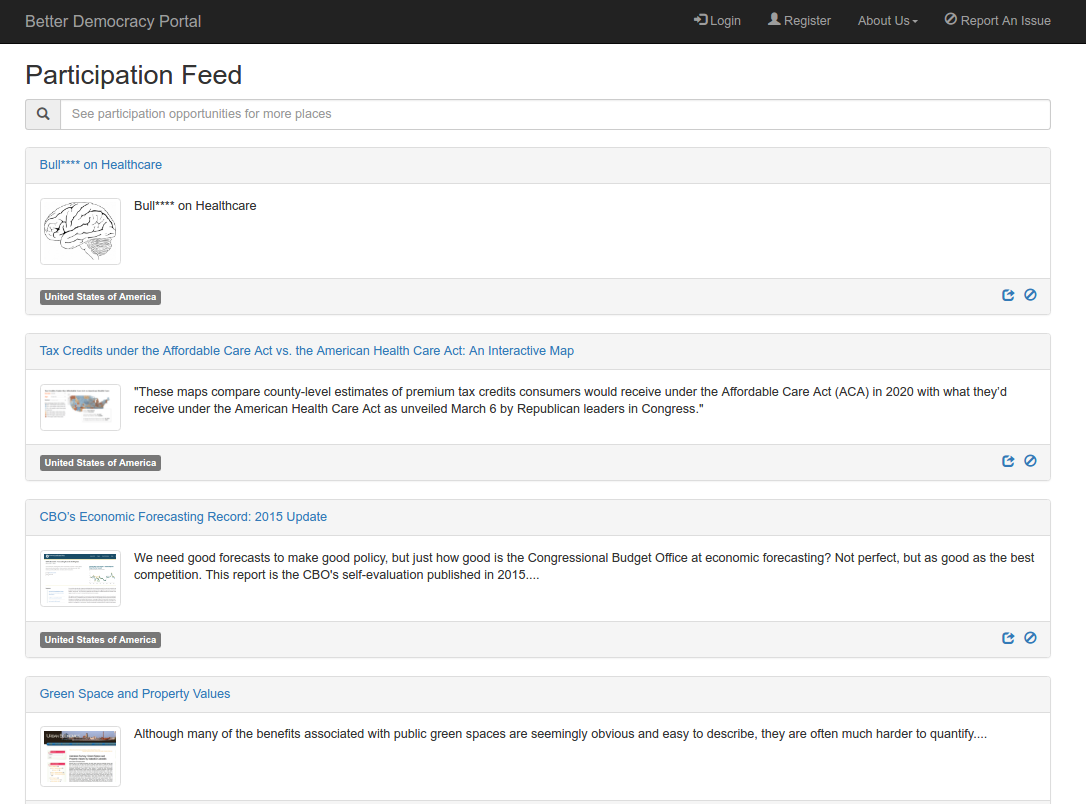 Better Democracy Portal
Login
Register
About Us
Report An Issue
Participation Feed
See participation opportunities for more places
Bull**** on Healthcare
Bull**** on Healthcare
United States of America
Tax Credits under the Affordable Care Act vs. the American Health Care Act: An Interactive Map
"These maps compare county-level estimates of premium tax credits consumers would receive under the Affordable Care Act (ACA) in 2020 with what they'd
receive under the American Health Care Act as unveiled March 6 by Republican leaders in Congress."
United States of America
CBO's Economic Forecasting Record: 2015 Update
We need good forecasts to make good policy, but just how good is the Congressional Budget Office at economic forecasting? Not perfect, but as good as the best
competition. This report is the CBO's self-evaluation published in 2015....
United States of America
Green Space and Property Values
Although many of the benefits associated with public green spaces are seemingly obvious and easy to describe, they are often much harder to quantify....